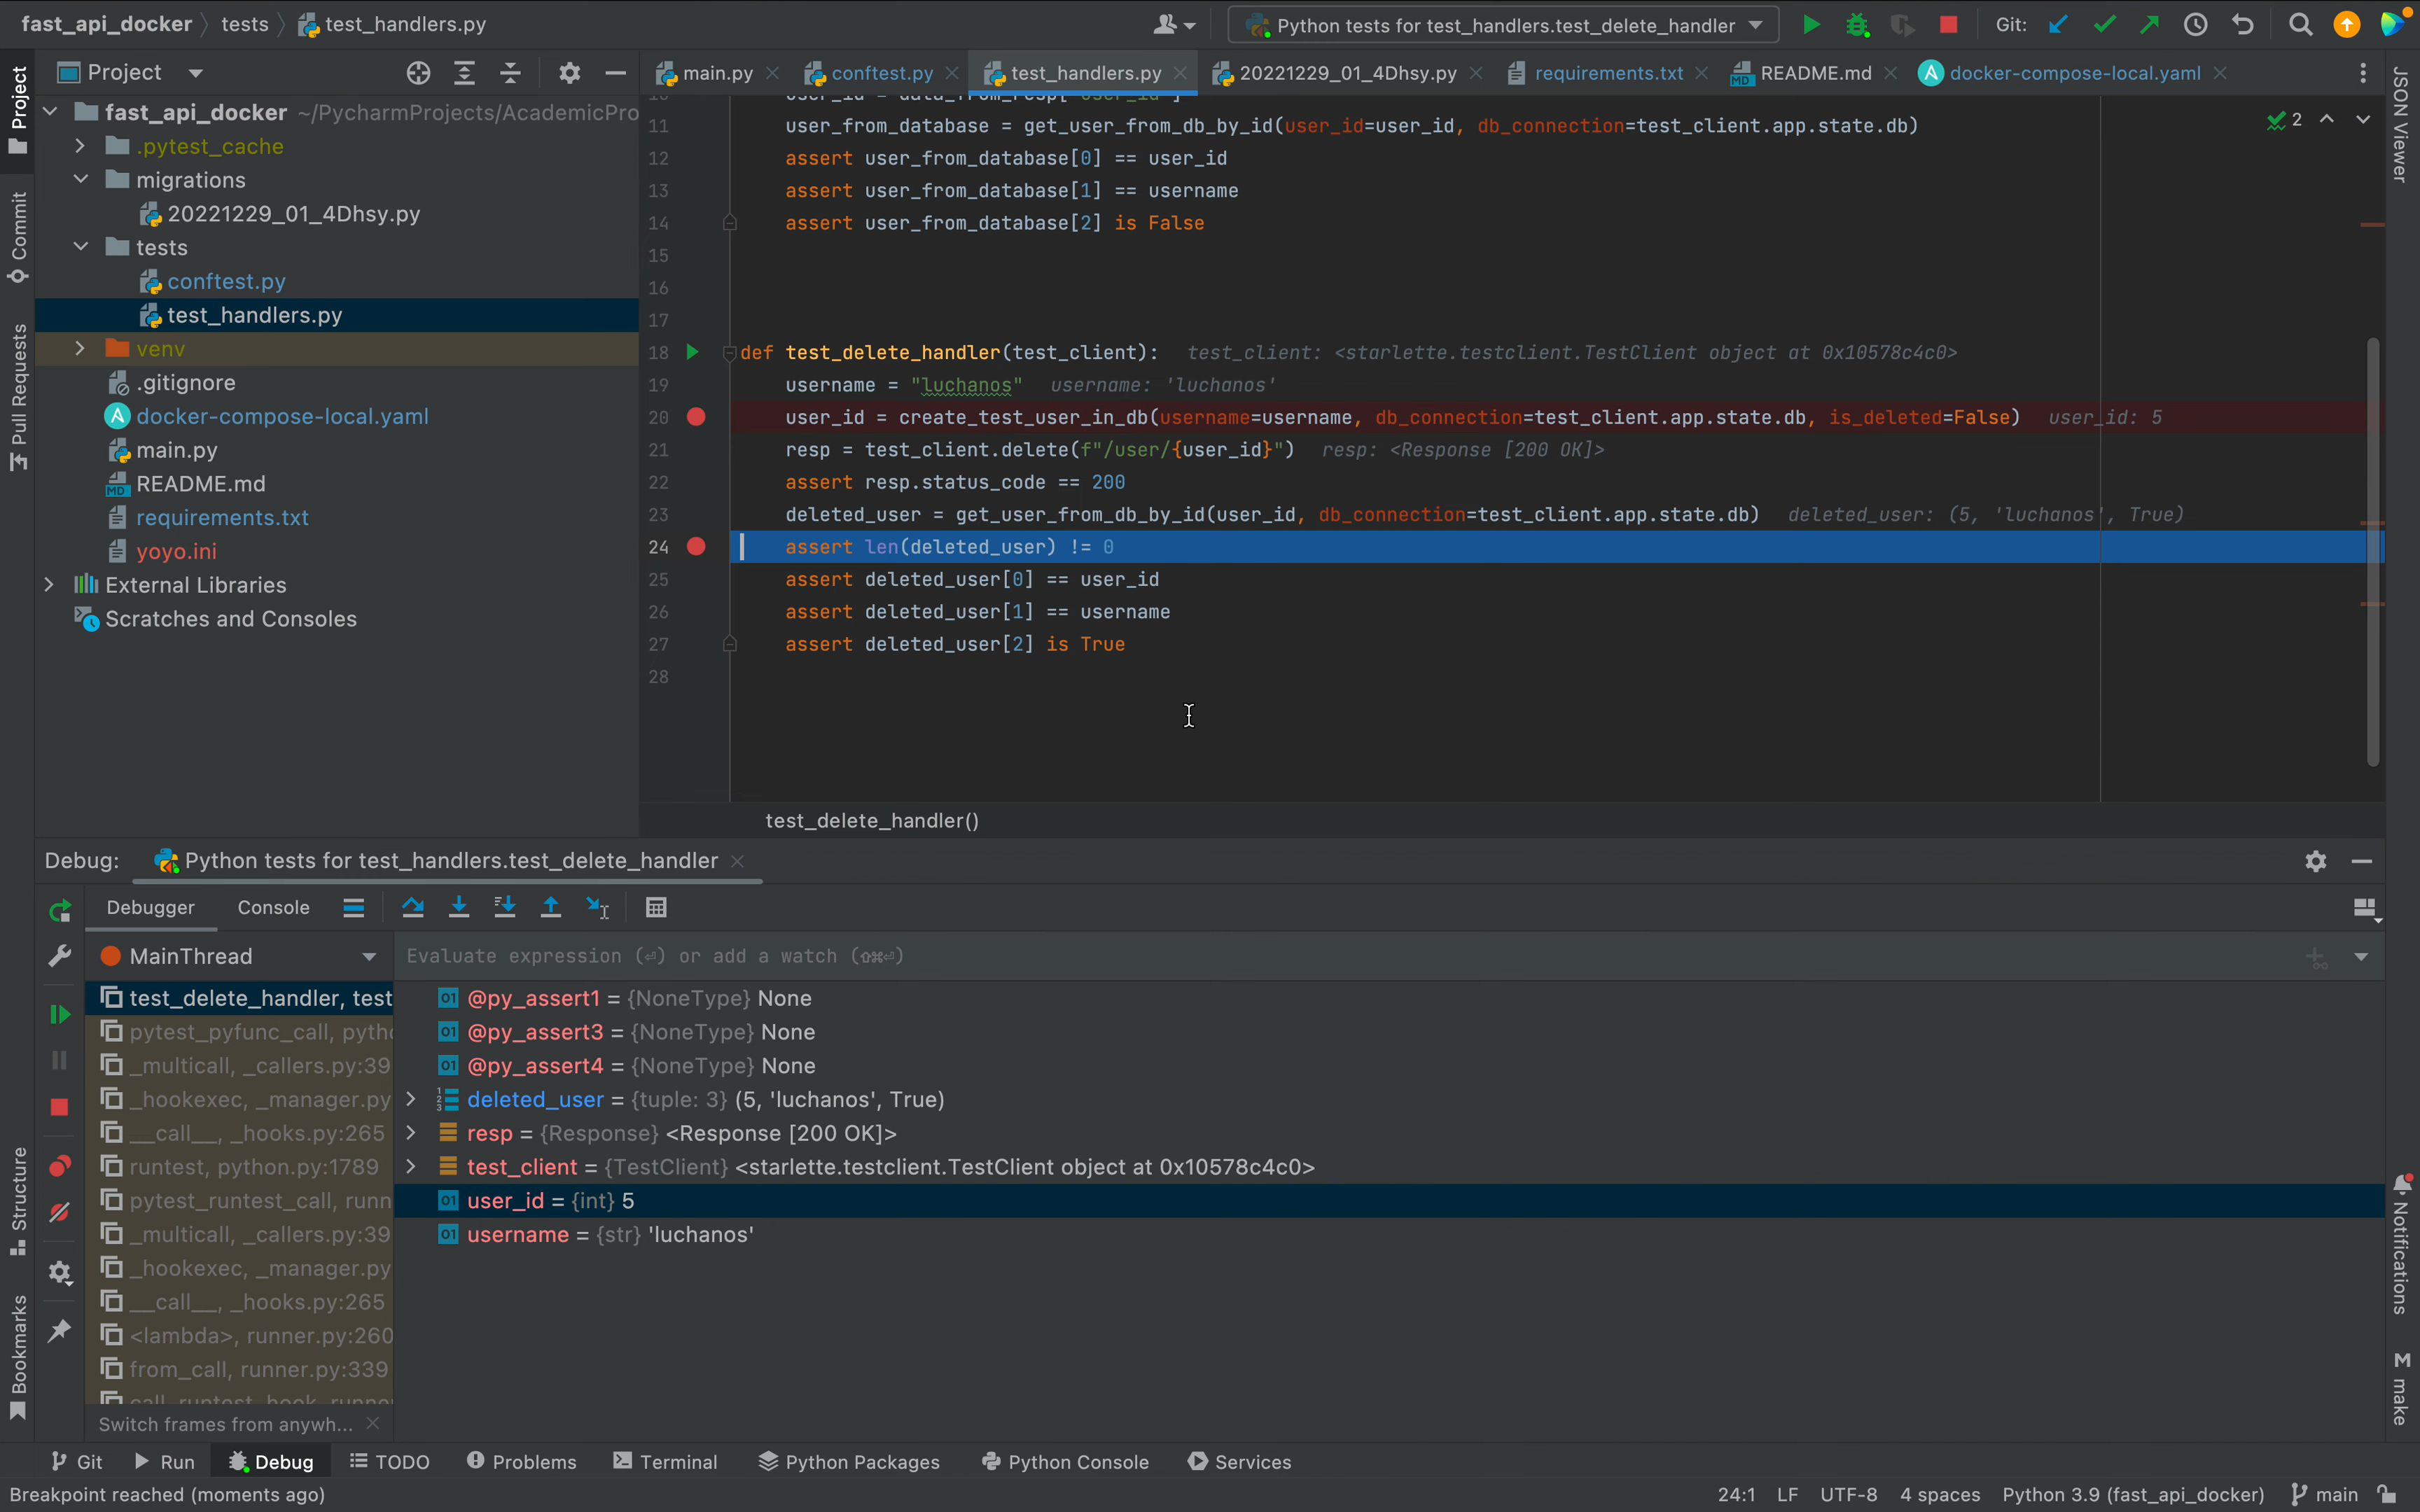 fast_api_docker
tests
test_handlers.py
Python tests for test_handlers.test_delete_handler
Git:
Project
main.py
conftest.py
test_handlers.py
20221229_01_4Dhsy.py
requirements.txt
README.md
docker-compose-local.yaml
Project
Commit
Pull Requests
Structure
Bookmarks
fast_api_docker ~/PycharmProjects/AcademicPro
.pytest_cache
migrations
20221229_01_4Dhsy.py
tests
conftest.py
test_handlers.py
venv
.gitignore
docker-compose-local.yaml
main.py
README.md
requirements.txt
yoyo.ini
External Libraries
Scratches and Consoles
11 user_from_database = get_user_from_db_by_id(user_id=user_id, db_connection=test_client.app.state.db)
12 assert user_from_database[0] == user_id
13 assert user_from_database[1] == username
14 assert user_from_database[2] is False
15
16
17
18 def test_delete_handler(test_client): test_client: <starlette.testclient.TestClient object at 0x10578c4c0>
19 username = "luchanos" username: 'luchanos'
20 user_id = create_test_user_in_db(username=username, db_connection=test_client.app.state.db, is_deleted=False) user_id: 5
21 resp = test_client.delete(f"/user/{user_id}") resp: <Response [200 OK]>
22 assert resp.status_code == 200
23 deleted_user = get_user_from_db_by_id(user_id, db_connection=test_client.app.state.db) deleted_user: (5, 'luchanos', True)
24 assert len(deleted_user) != 0
25 assert deleted_user[0] == user_id
26 assert deleted_user[1] == username
27 assert deleted_user[2] is True
28
2
test_delete_handler()
JSON Viewer
Notifications
make
Debug:
Python tests for test_handlers.test_delete_handler
Debugger
Console
MainThread
Evaluate expression (⏎) or add a watch (⇧⌘⏎)
test_delete_handler, test
pytest_pyfunc_call, pytho
_multicall, _callers.py:39
_hookexec, _manager.py
__call__, _hooks.py:265
runtest, python.py:1789
pytest_runtest_call, runn
_multicall, _callers.py:39
_hookexec, _manager.py
__call__, _hooks.py:265
<lambda>, runner.py:260
from_call, runner.py:339
Switch frames from anywh...
@py_assert1 = {NoneType} None
@py_assert3 = {NoneType} None
@py_assert4 = {NoneType} None
deleted_user = {tuple: 3} (5, 'luchanos', True)
resp = {Response} <Response [200 OK]>
test_client = {TestClient} <starlette.testclient.TestClient object at 0x10578c4c0>
user_id = {int} 5
username = {str} 'luchanos'
Git
Run
Debug
TODO
Problems
Terminal
Python Packages
Python Console
Services
Breakpoint reached (moments ago)
24:1
LF
UTF-8
4 spaces
Python 3.9 (fast_api_docker)
main